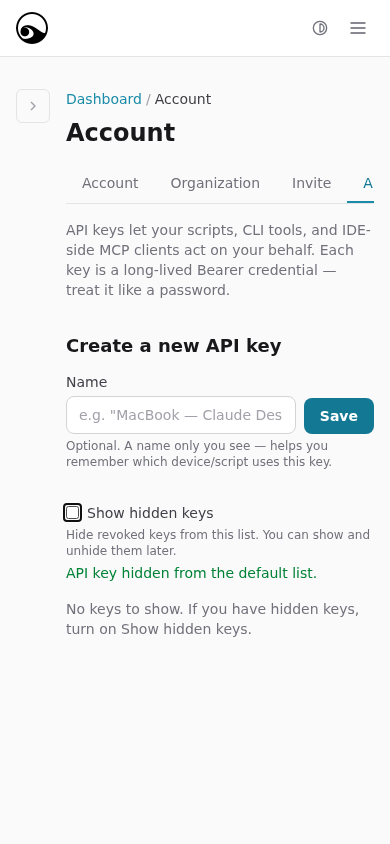 Dashboard / Account
Account
Account Organization Invite A
API keys let your scripts, CLI tools, and IDE-
side MCP clients act on your behalf. Each
key is a long-lived Bearer credential —
treat it like a password.
Create a new API key
Name
e.g. "MacBook — Claude Des
Save
Optional. A name only you see — helps you
remember which device/script uses this key.
Show hidden keys
Hide revoked keys from this list. You can show and
unhide them later.
API key hidden from the default list.
No keys to show. If you have hidden keys,
turn on Show hidden keys.